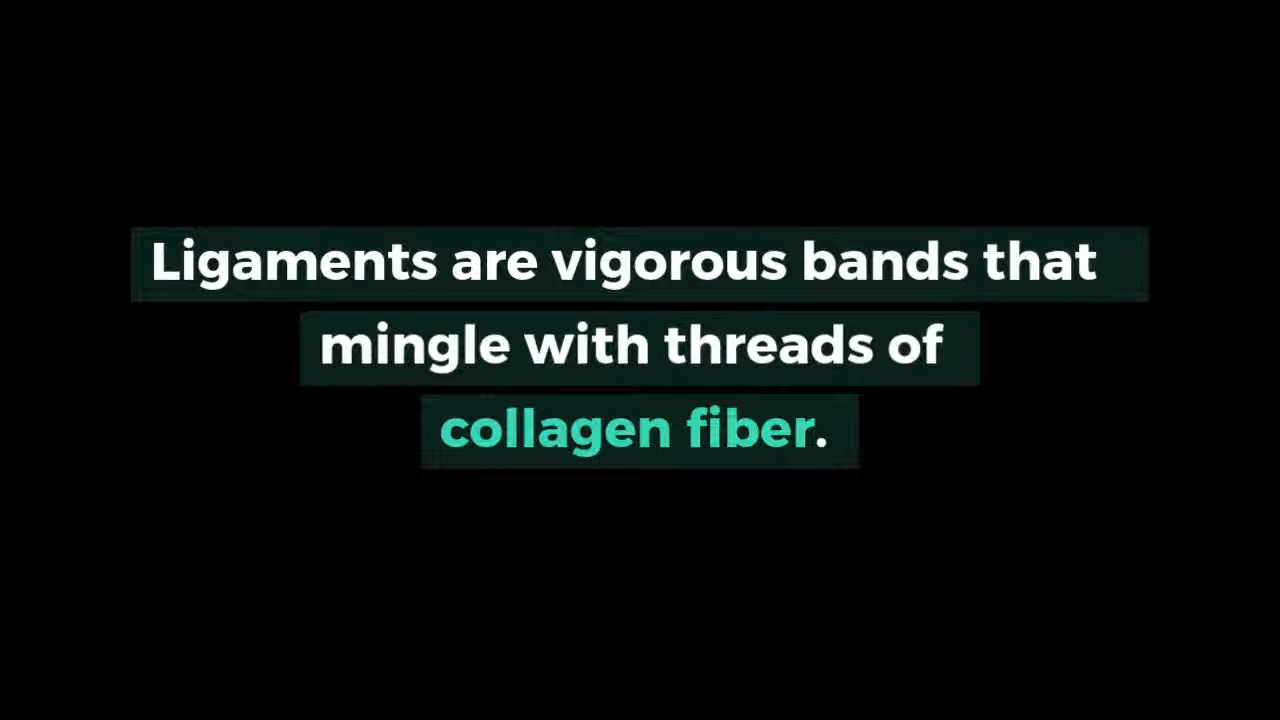 Ligaments are vigorous bands that
mingle with threads of
collagen fiber.